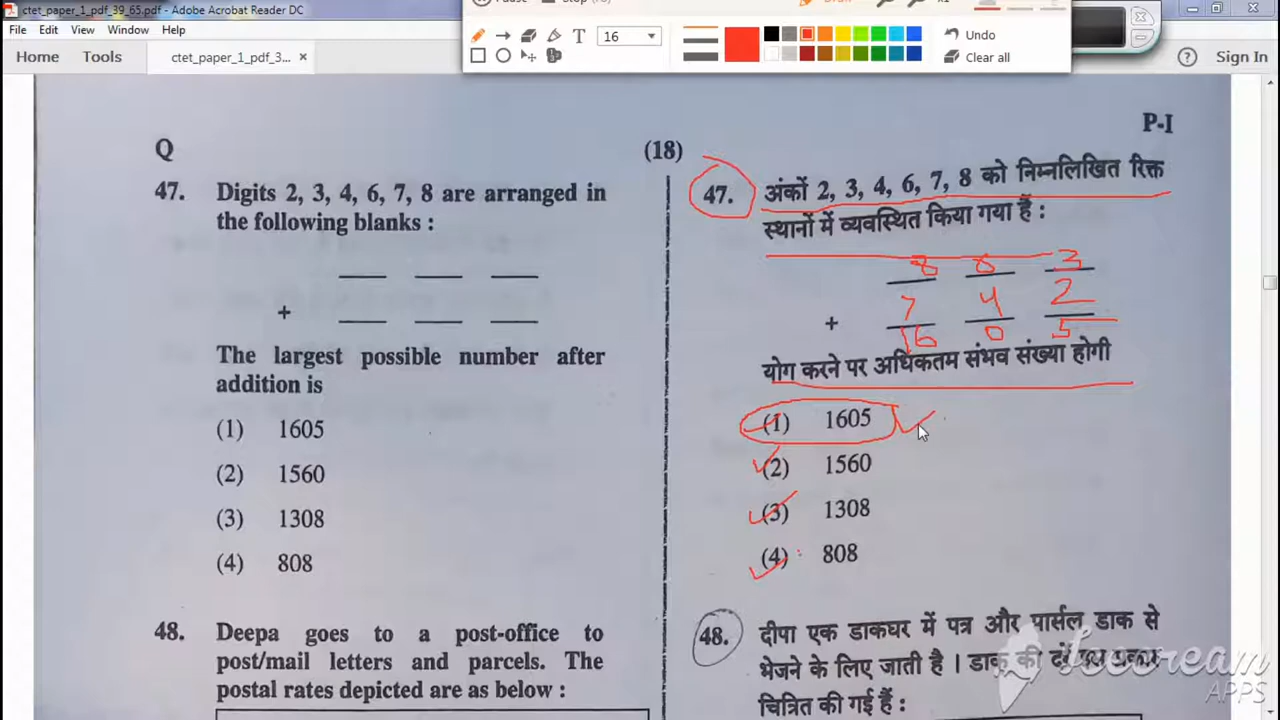 ctet_paper_1_pdf_39_65.pdf - Adobe Acrobat Reader DC
File Edit View Window Help
Home Tools ctet_paper_1_pdf_3... × Sign In
T 16 Undo
Clear all
P-I
Q (18)
47. Digits 2, 3, 4, 6, 7, 8 are arranged in
the following blanks :
+
The largest possible number after
addition is
(1) 1605
(2) 1560
(3) 1308
(4) 808
48. Deepa goes to a post-office to
post/mail letters and parcels. The
postal rates depicted are as below :
47. अंकों 2, 3, 4, 6, 7, 8 को निम्नलिखित रिक्त
स्थानों में व्यवस्थित किया गया हैं :
8 6 3
+ 7 4 2
16 0 5
योग करने पर अधिकतम संभव संख्या होगी
(1) 1605
(2) 1560
(3) 1308
(4) 808
48. दीपा एक डाकघर में पत्र और पार्सल डाक से
भेजने के लिए जाती है । डाक की दरें
चित्रित की गई हैं :
Icecream
APPS